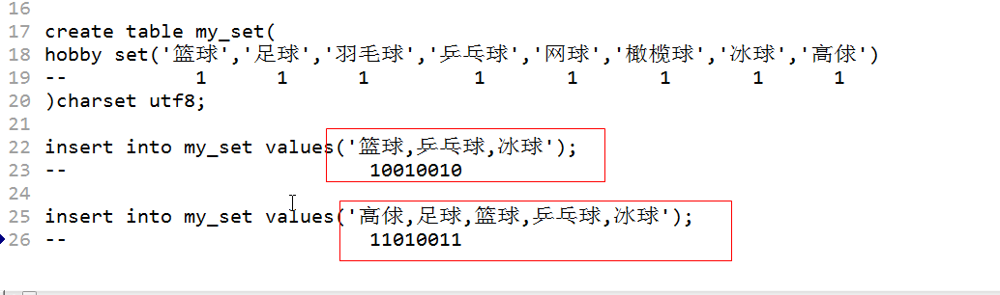 16
17 create table my_set(
18 hobby set('篮球','足球','羽毛球','乒乓球','网球','橄榄球','冰球','高俅')
19 -- 1 1 1 1 1 1 1 1
20 )charset utf8;
21
22 insert into my_set values('篮球,乒乓球,冰球');
23 -- 10010010
24
25 insert into my_set values('高俅,足球,篮球,乒乓球,冰球');
26 -- 11010011